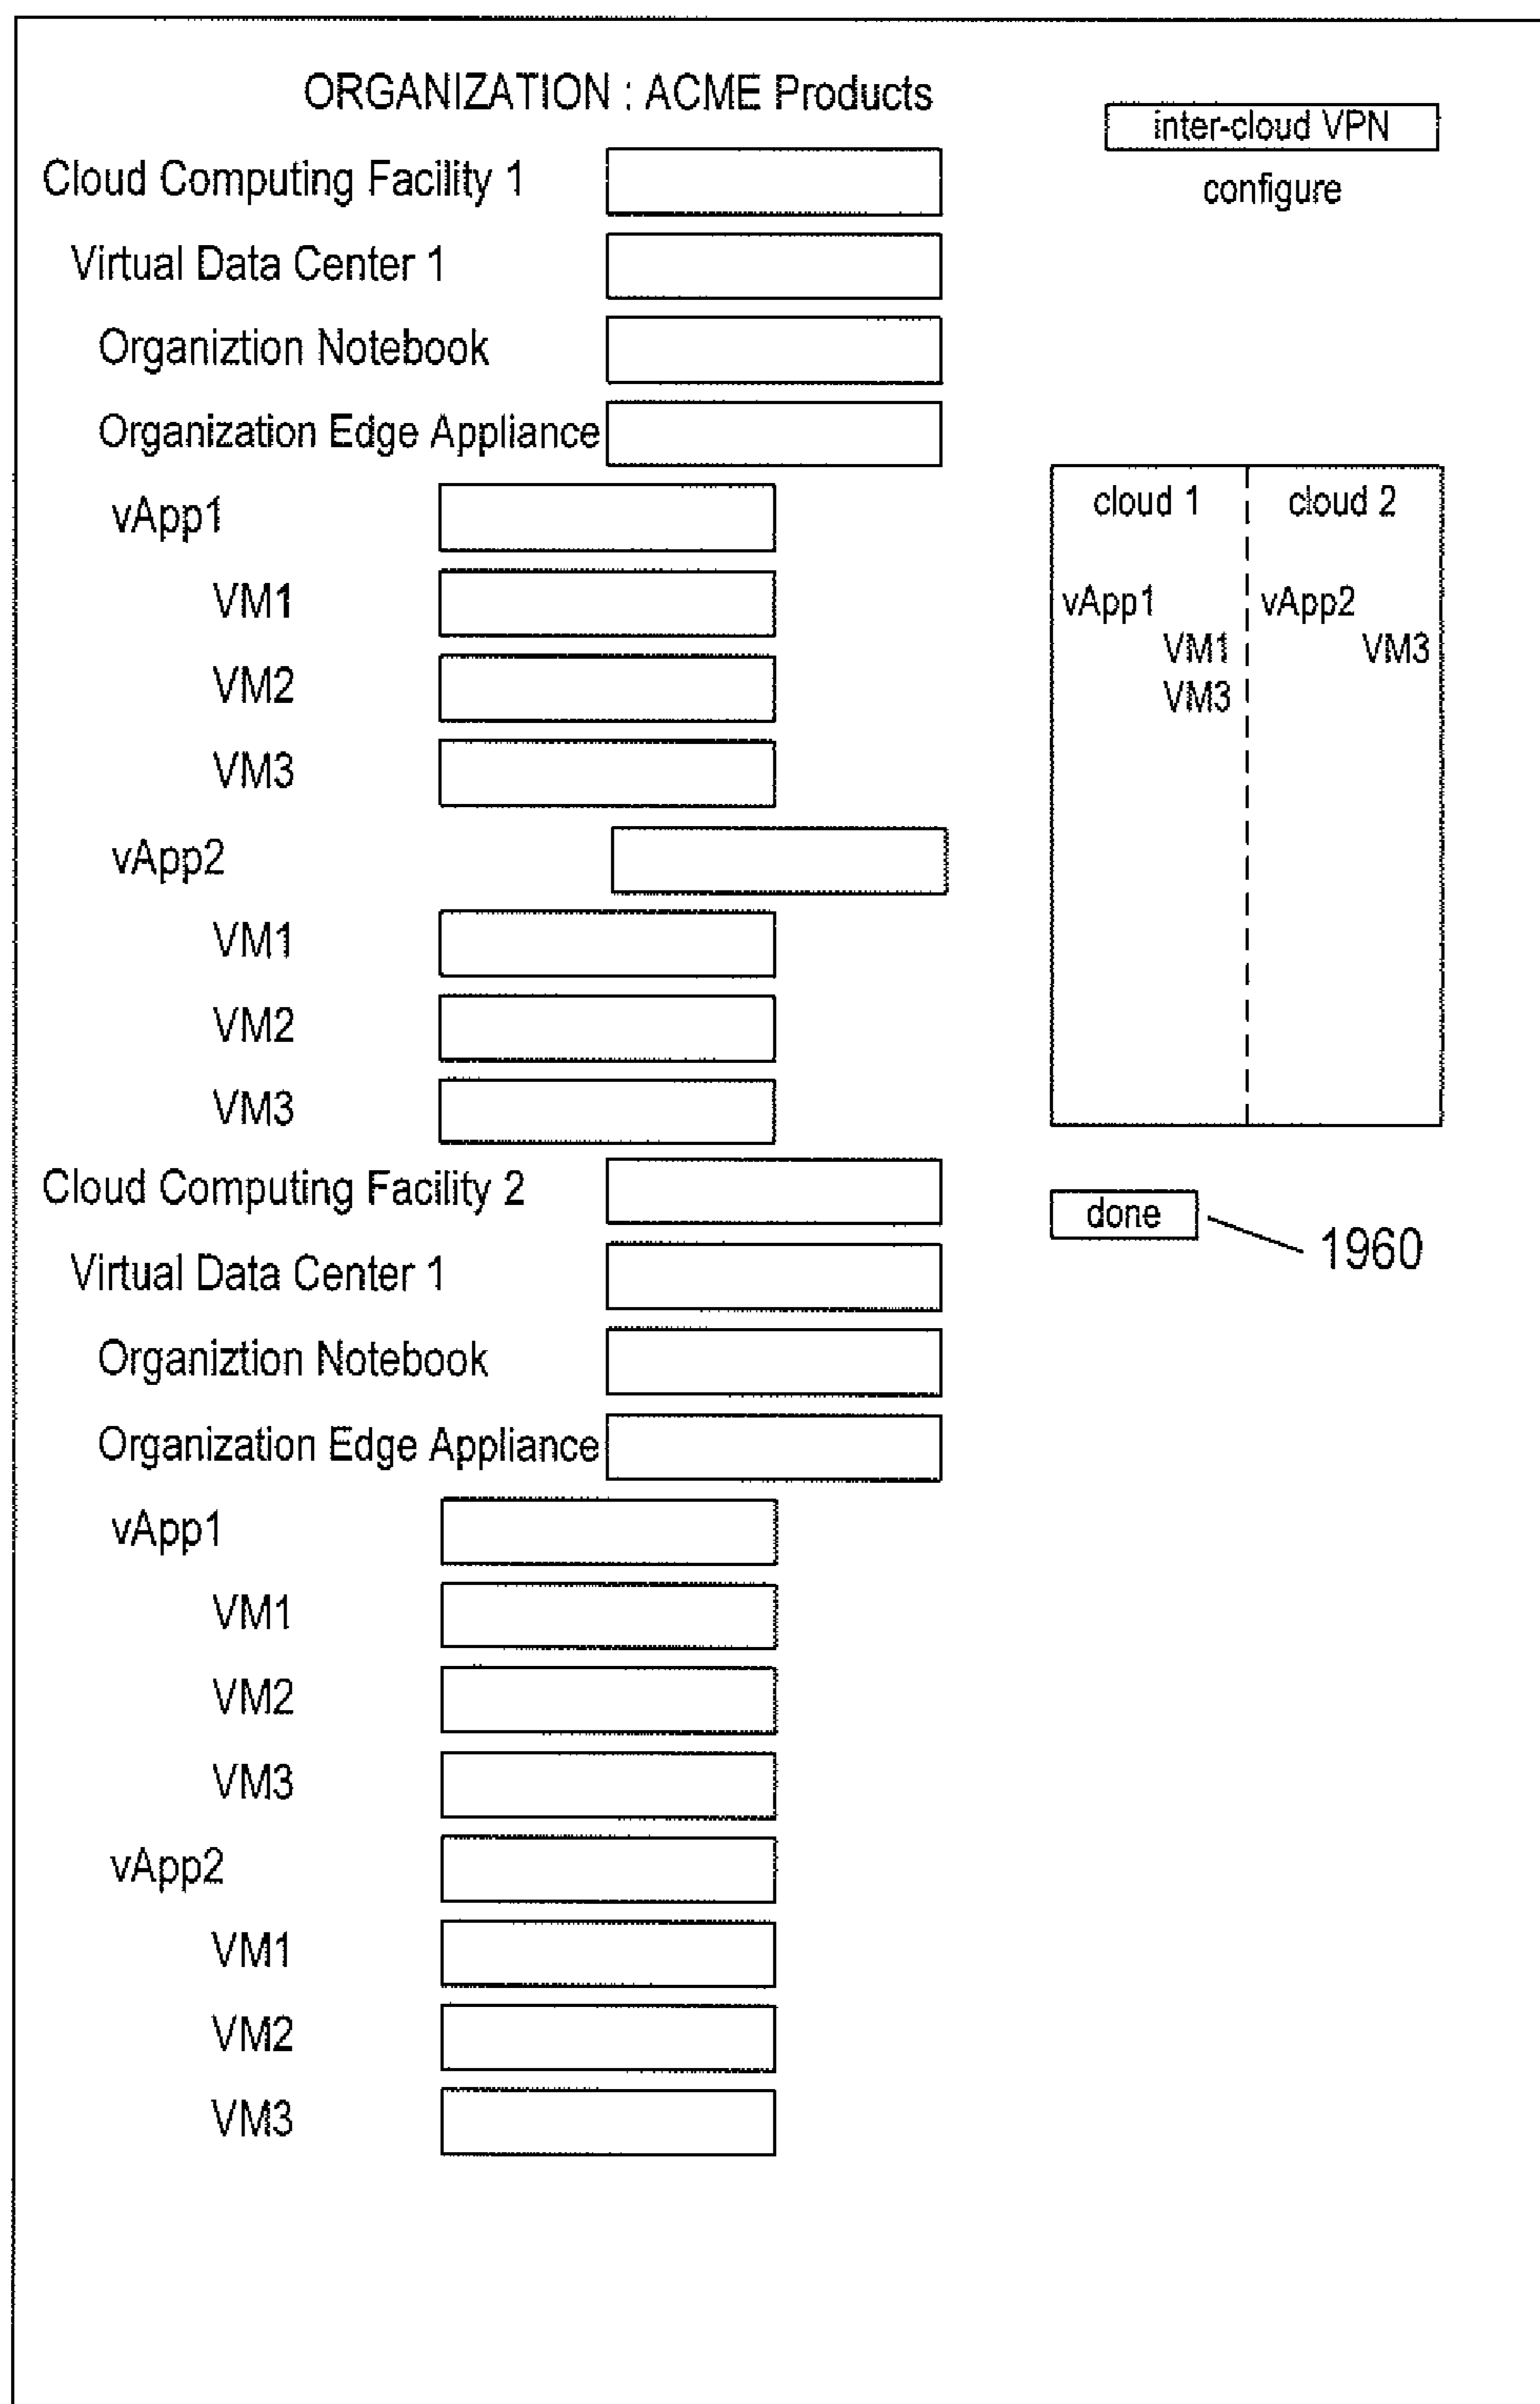 ORGANIZATION : ACME Products
inter-cloud VPN
configure
Cloud Computing Facility 1
Virtual Data Center 1
Organiztion Notebook
Organization Edge Appliance
vApp1
VM1
VM2
VM3
vApp2
VM1
VM2
VM3
cloud 1
cloud 2
vApp1
vApp2
VM1
VM3
VM3
Cloud Computing Facility 2
done
1960
Virtual Data Center 1
Organiztion Notebook
Organization Edge Appliance
vApp1
VM1
VM2
VM3
vApp2
VM1
VM2
VM3